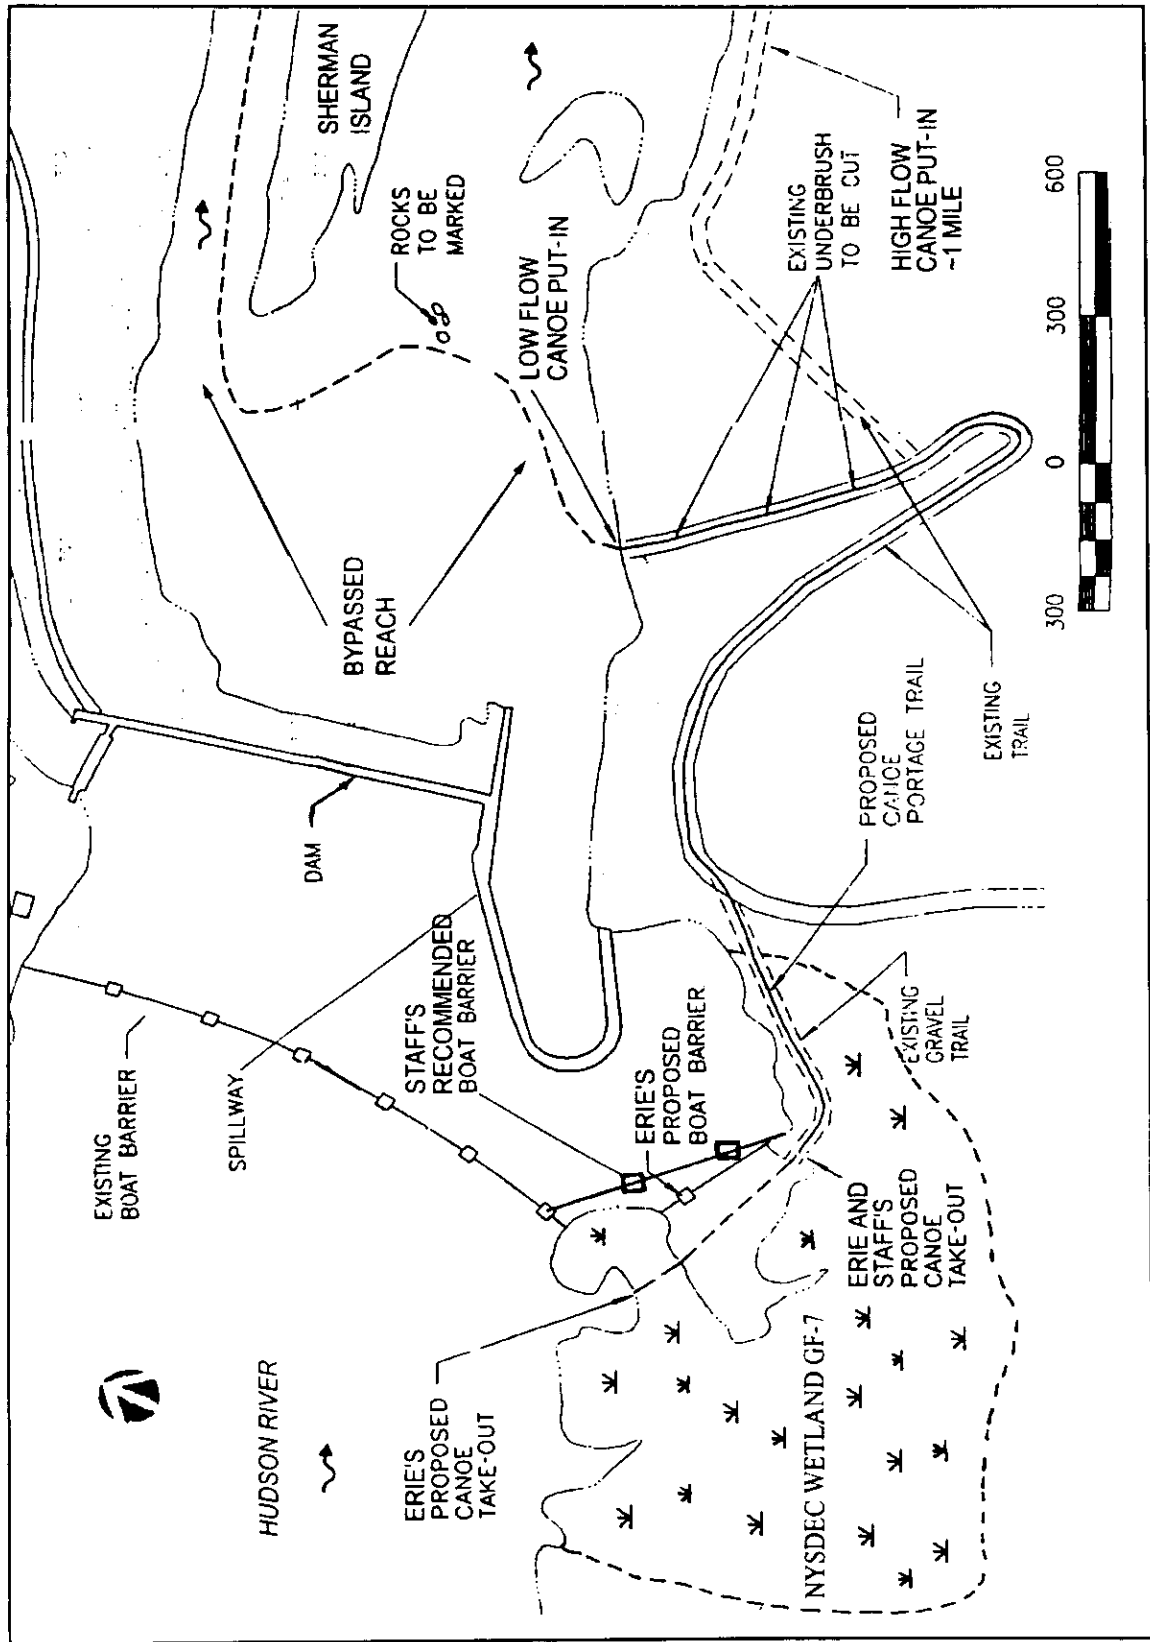 HUDSON RIVER
EXISTING
BOAT BARRIER
SPILLWAY
DAM
BYPASSED
REACH
SHERMAN
ISLAND
ROCKS
TO BE
MARKED
LOW FLOW
CANOE PUT-IN
ERIE'S
PROPOSED
CANOE
TAKE-OUT
STAFF'S
RECOMMENDED
BOAT BARRIER
ERIE'S
PROPOSED
BOAT BARRIER
EXISTING
UNDERBRUSH
TO BE CUT
HIGH FLOW
CANOE PUT-IN
~1 MILE
NYSDEC WETLAND GF-7
ERIE AND
STAFF'S
PROPOSED
CANOE
TAKE-OUT
EXISTING
GRAVEL
TRAIL
PROPOSED
CANOE
PORTAGE TRAIL
EXISTING
TRAIL
300
0
300
600